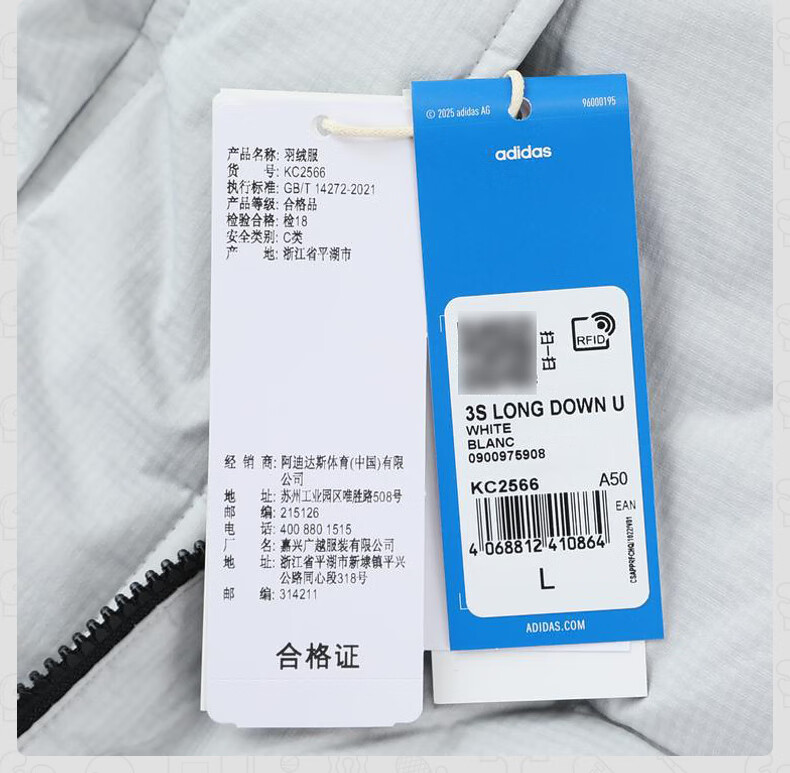 产品名称: 羽绒服
货 号: KC2566
执行标准: GB/T 14272-2021
产品等级: 合格品
检验合格: 检18
安全类别: C类
产 地: 浙江省平湖市
经 销 商: 阿迪达斯体育(中国)有限
公司
地 址: 苏州工业园区唯胜路508号
邮 编: 215126
电 话: 400 880 1515
厂 名: 嘉兴广越服装有限公司
地 址: 浙江省平湖市新埭镇平兴
公路同心段318号
邮 编: 314211
合格证
© 2025 adidas AG
96000195
adidas
RFID
3S LONG DOWN U
WHITE
BLANC
0900975908
KC2566
A50
EAN
4 068812 410864
L
ADIDAS.COM